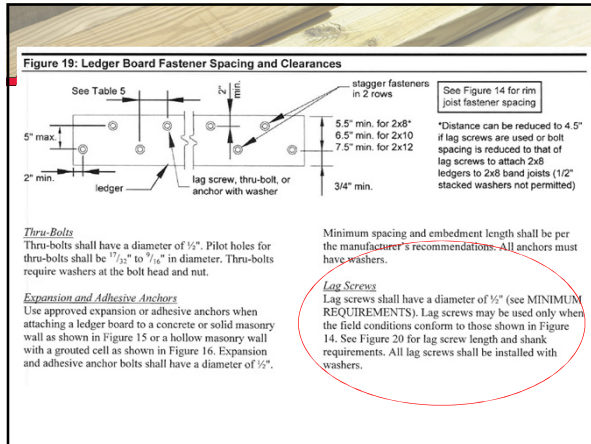 Figure 19: Ledger Board Fastener Spacing and Clearances
See Table 5
2" min.
stagger fasteners
in 2 rows
See Figure 14 for rim
joist fastener spacing
5" max.
5.5" min. for 2x8*
6.5" min. for 2x10
7.5" min. for 2x12
*Distance can be reduced to 4.5"
if lag screws are used or bolt
spacing is reduced to that of
lag screws to attach 2x8
ledgers to 2x8 band joists (1/2"
stacked washers not permitted)
2" min.
ledger
lag screw, thru-bolt, or
anchor with washer
3/4" min.
Thru-Bolts
Thru-bolts shall have a diameter of ½". Pilot holes for
thru-bolts shall be 17/32" to 9/16" in diameter. Thru-bolts
require washers at the bolt head and nut.
Expansion and Adhesive Anchors
Use approved expansion or adhesive anchors when
attaching a ledger board to a concrete or solid masonry
wall as shown in Figure 15 or a hollow masonry wall
with a grouted cell as shown in Figure 16. Expansion
and adhesive anchor bolts shall have a diameter of ½".
Minimum spacing and embedment length shall be per
the manufacturer's recommendations. All anchors must
have washers.
Lag Screws
Lag screws shall have a diameter of ½" (see MINIMUM
REQUIREMENTS). Lag screws may be used only when
the field conditions conform to those shown in Figure
14. See Figure 20 for lag screw length and shank
requirements. All lag screws shall be installed with
washers.